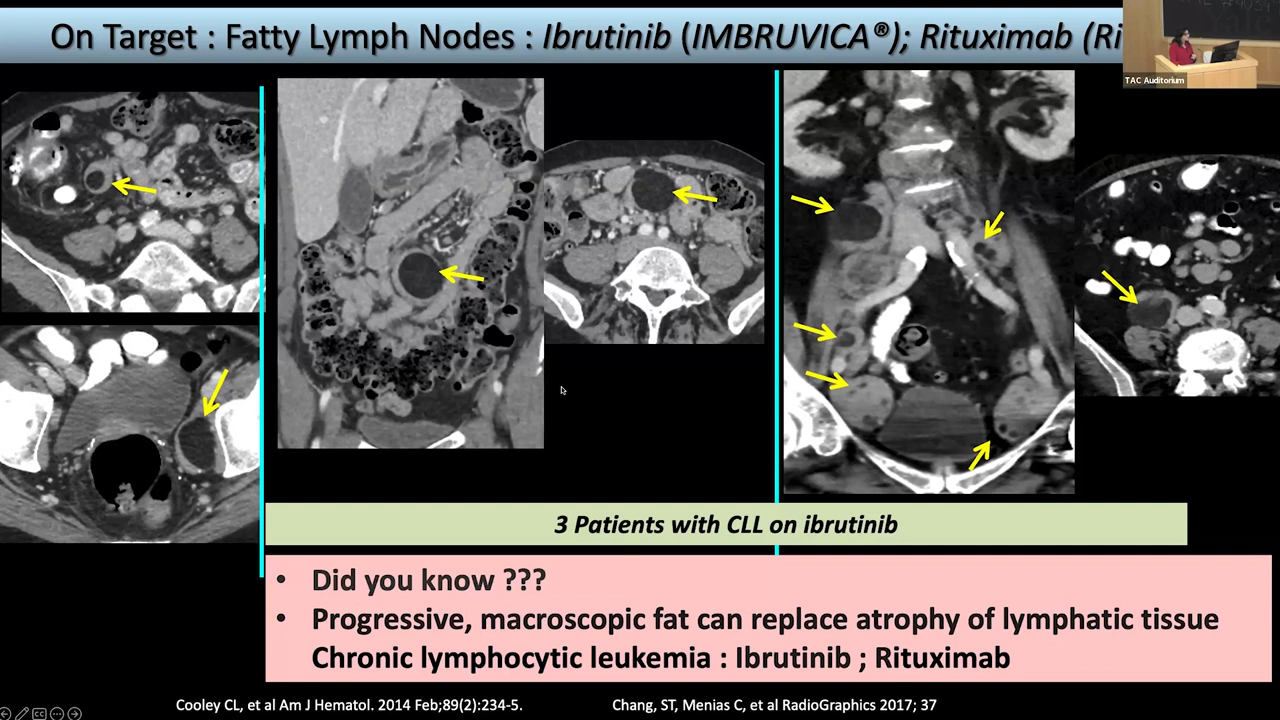 On Target : Fatty Lymph Nodes : Ibrutinib (IMBRUVICA®); Rituximab (Ri
TAC Auditorium
3 Patients with CLL on ibrutinib
• Did you know ???
• Progressive, macroscopic fat can replace atrophy of lymphatic tissue
Chronic lymphocytic leukemia : Ibrutinib ; Rituximab
Cooley CL, et al Am J Hematol. 2014 Feb;89(2):234-5.
Chang, ST, Menias C, et al RadioGraphics 2017; 37